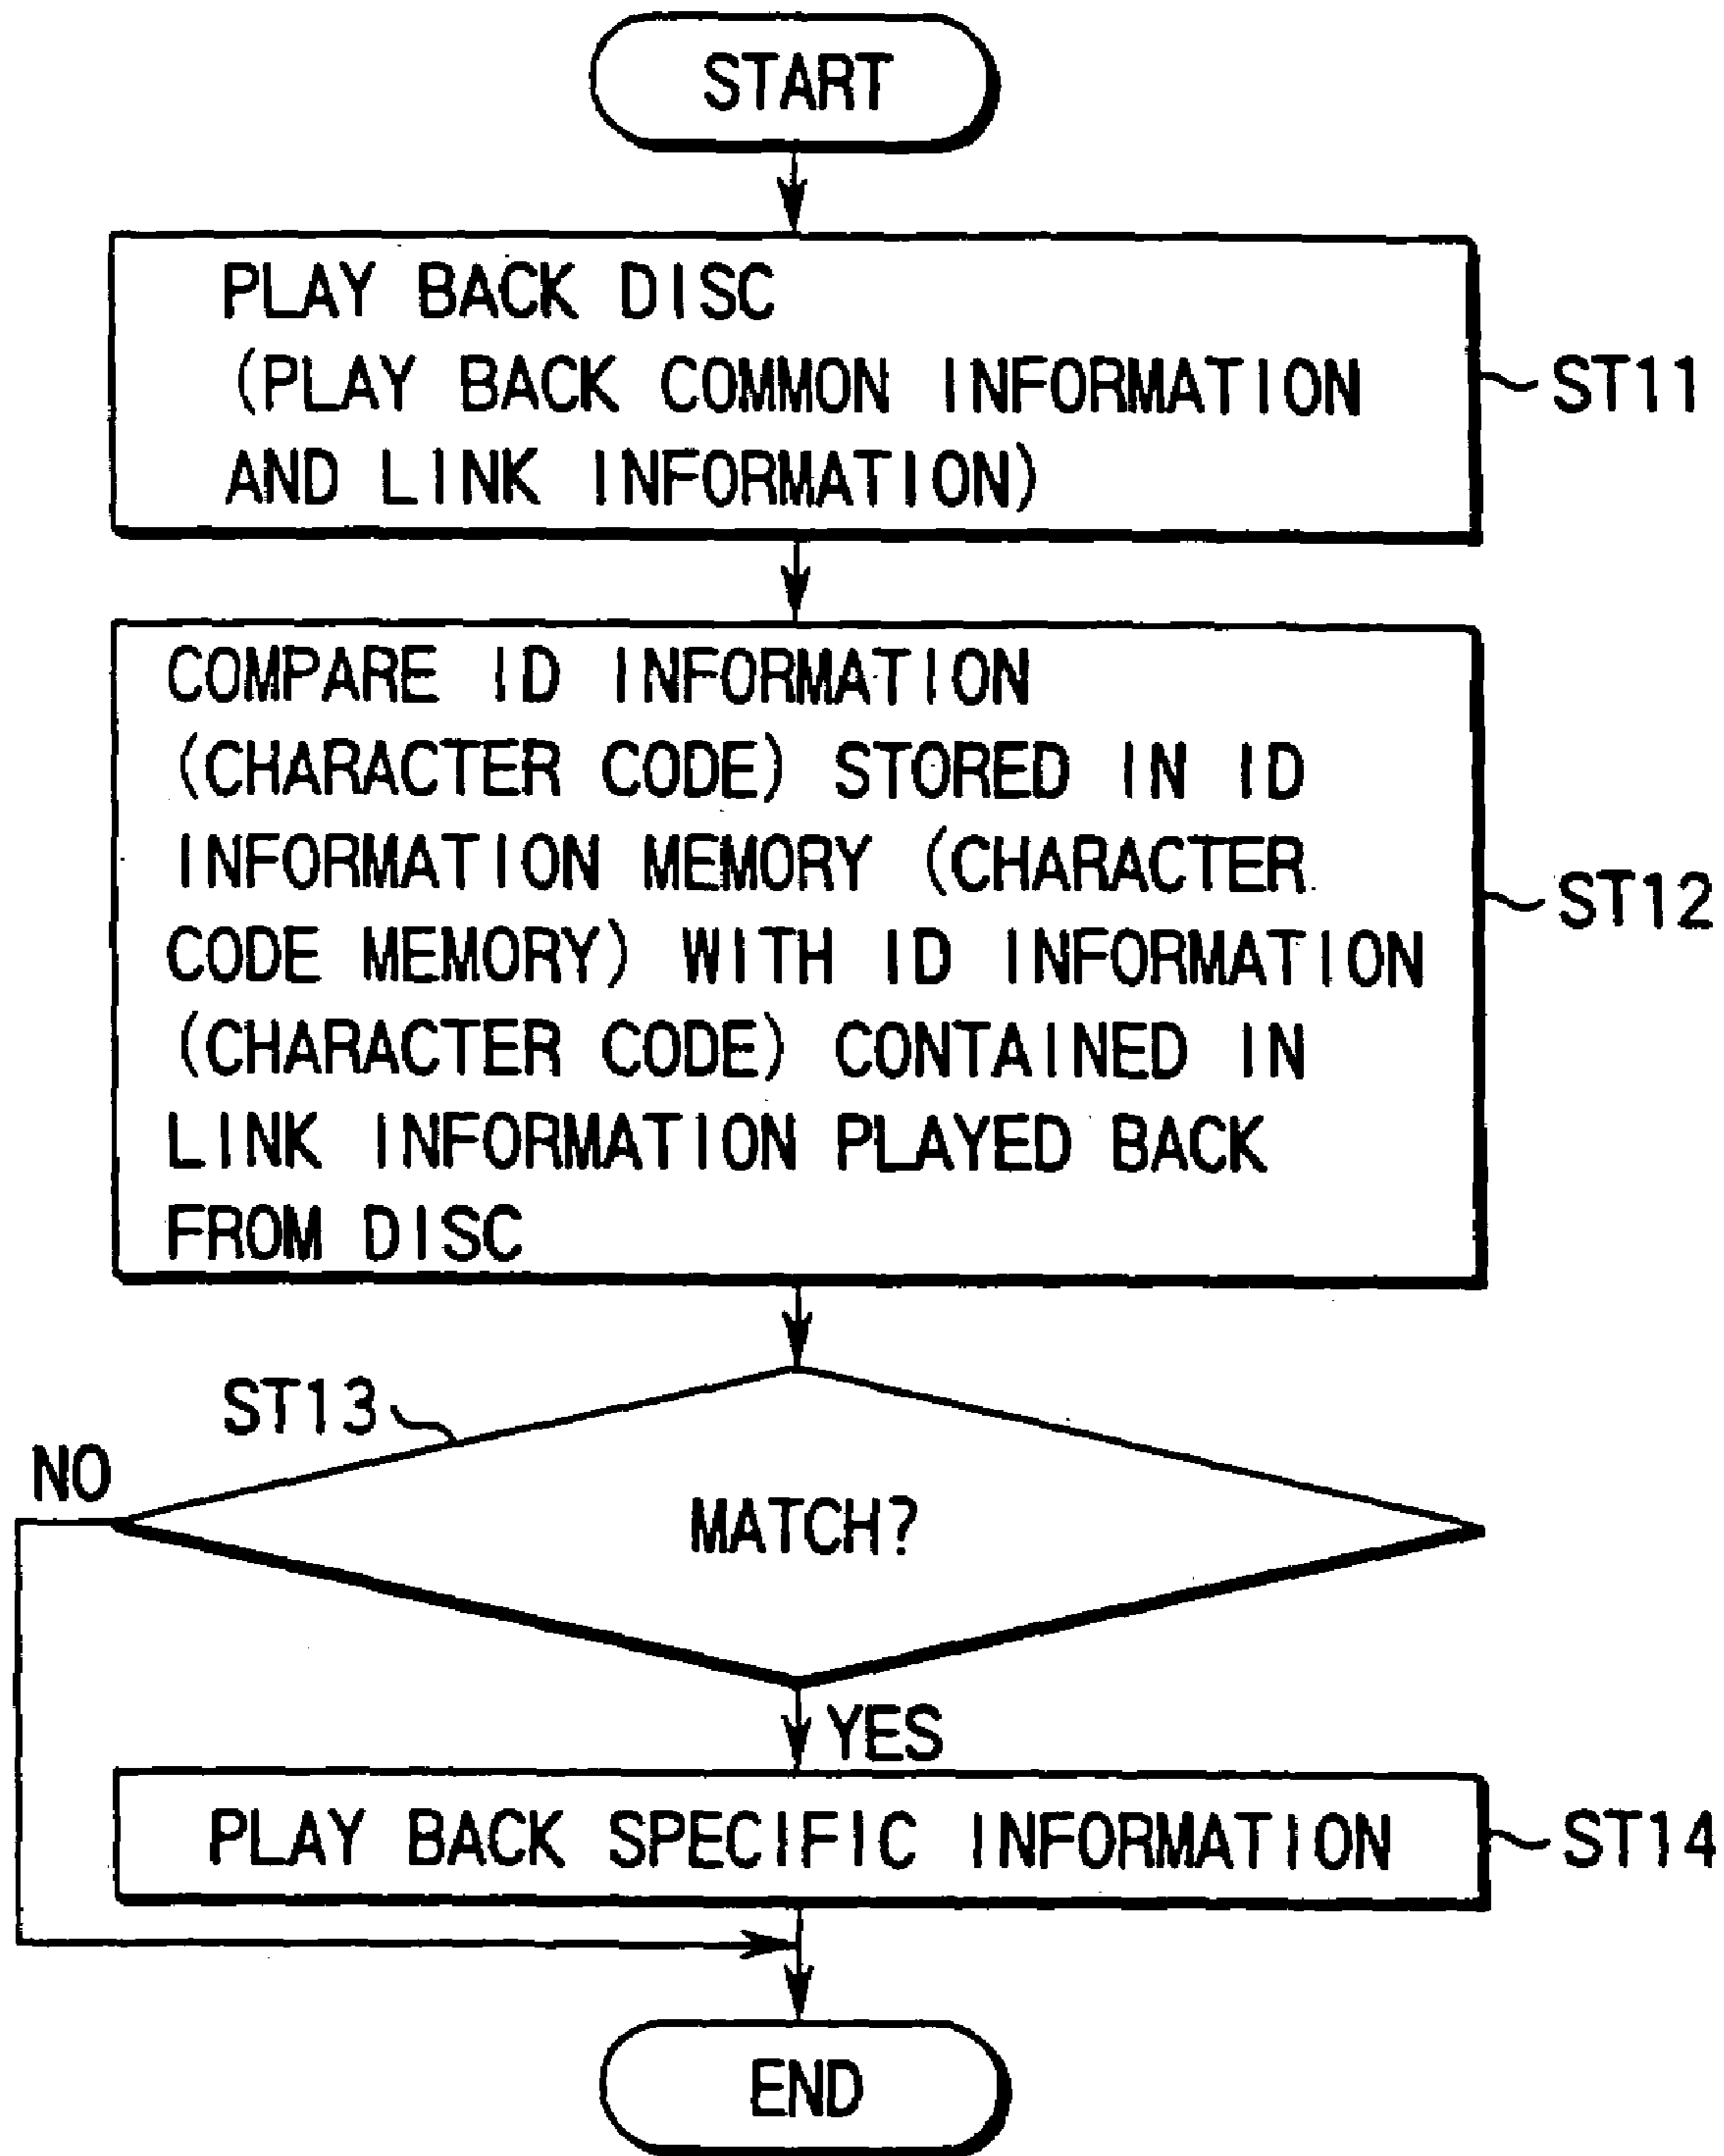 START
PLAY BACK DISC
(PLAY BACK COMMON INFORMATION
AND LINK INFORMATION)
ST11
COMPARE ID INFORMATION
(CHARACTER CODE) STORED IN ID
INFORMATION MEMORY (CHARACTER
CODE MEMORY) WITH ID INFORMATION
(CHARACTER CODE) CONTAINED IN
LINK INFORMATION PLAYED BACK
FROM DISC
ST12
ST13
NO
MATCH?
YES
PLAY BACK SPECIFIC INFORMATION
ST14
END